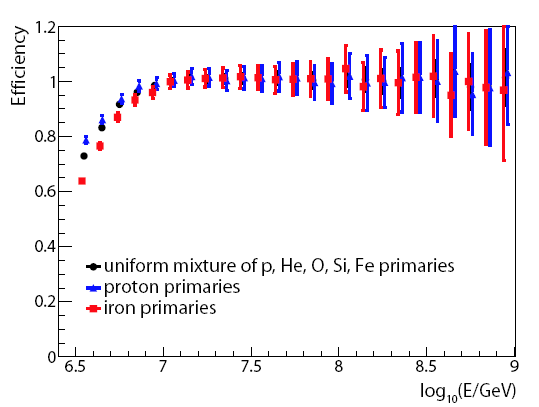 Efficiency
1.2
1
0.8
0.6
0.4
0.2
0
uniform mixture of p, He, O, Si, Fe primaries
proton primaries
iron primaries
6.5 7 7.5 8 8.5 9
log10(E/GeV)